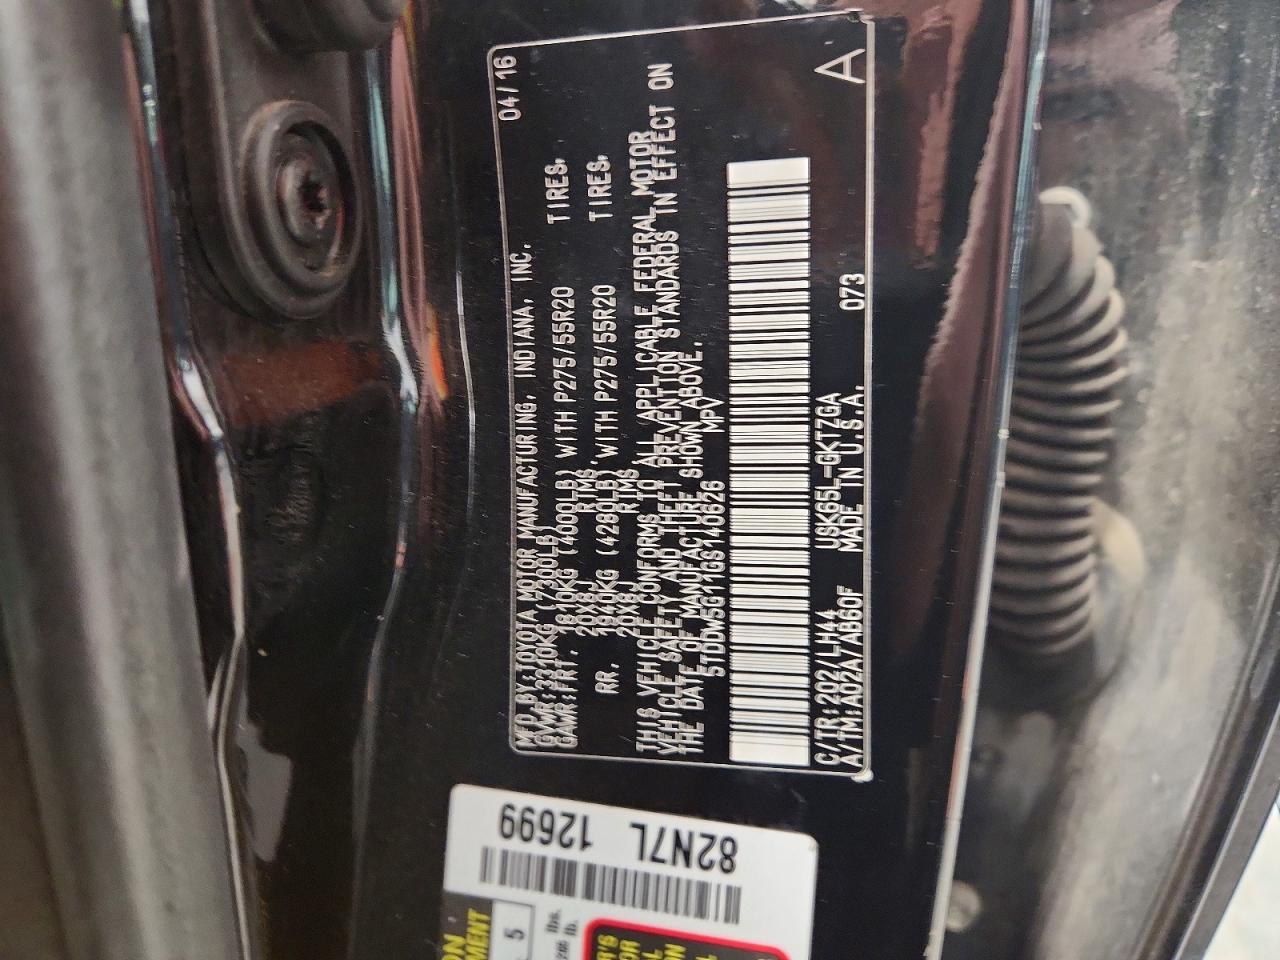 MFD.BY:TOYOTA MOTOR MANUFACTURING, INDIANA, INC. 04/16
GVWR:3310KG (7300LB)
GAWR:FRT. 1810KG (4000LB) WITH P275/55R20 TIRES,
20X8J RIMS,
RR. 1940KG (4280LB) WITH P275/55R20 TIRES,
20X8J RIMS
THIS VEHICLE CONFORMS TO ALL APPLICABLE FEDERAL MOTOR
VEHICLE SAFETY AND THEFT PREVENTION STANDARDS IN EFFECT ON
THE DATE OF MANUFACTURE SHOWN ABOVE.
5TDDW5G11GS140626 MPV
C/TR:202/LH44 USK65L-GKTZGA
A/TM:A02A/AB60F MADE IN U.S.A. 073 A
82N7L 12699
5
lbs.
lb.